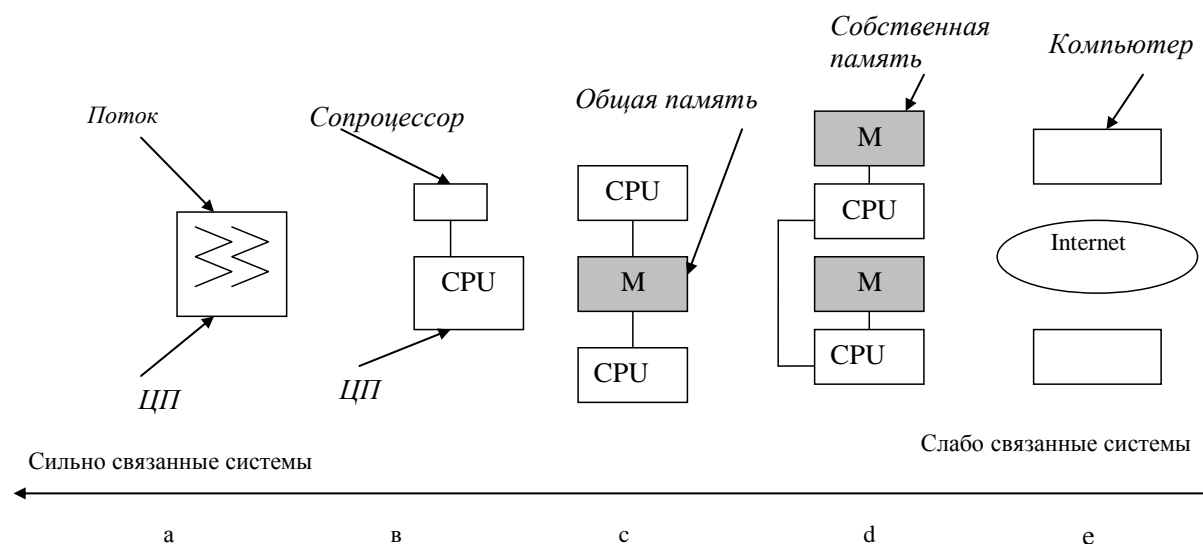 Собственная
память
Компьютер
Общая память
Поток
Сопроцессор
M
CPU
CPU
Internet
CPU
M
M
CPU
CPU
ЦП
ЦП
Сильно связанные системы
Слабо связанные системы
а
в
с
d
e